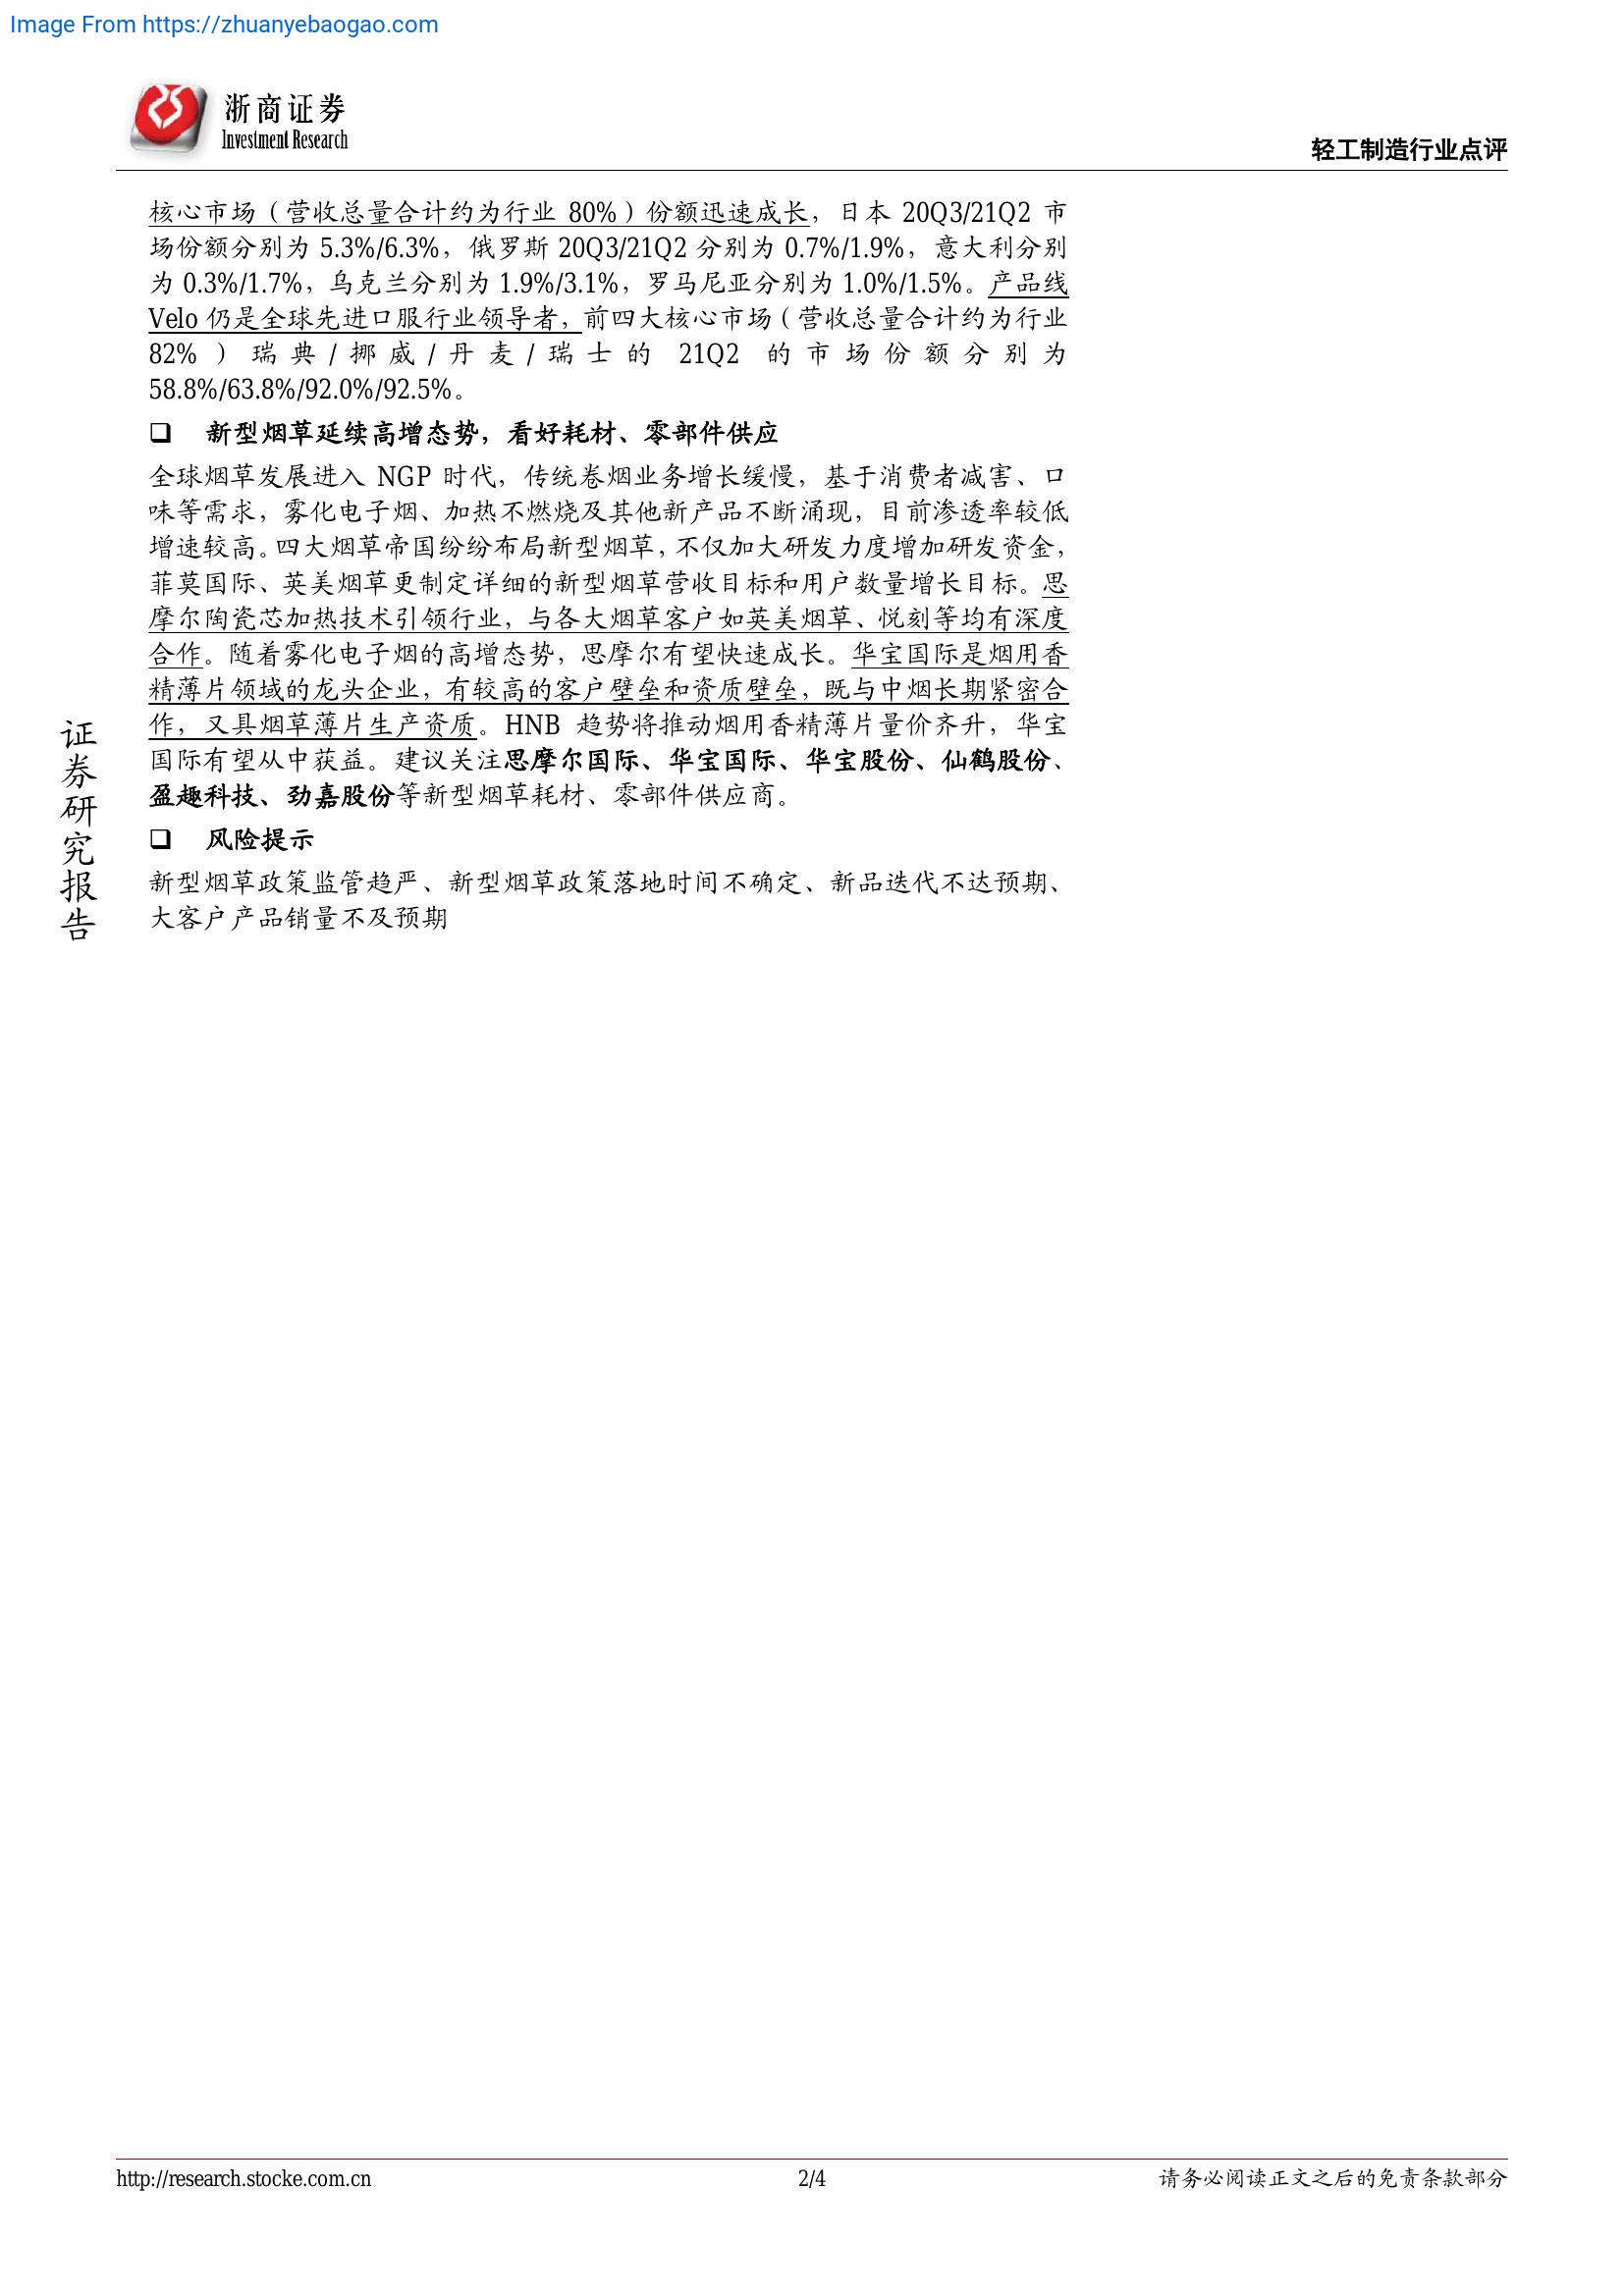 Image From https://zhuanyebaogao.com
浙商证券
Investment Research
轻工制造行业点评
核心市场（营收总量合计约为行业 80%）份额迅速成长，日本 20Q3/21Q2 市
场份额分别为 5.3%/6.3%，俄罗斯 20Q3/21Q2 分别为 0.7%/1.9%，意大利分别
为 0.3%/1.7%，乌克兰分别为 1.9%/3.1%，罗马尼亚分别为 1.0%/1.5%。产品线
Velo 仍是全球先进口服行业领导者，前四大核心市场（营收总量合计约为行业
82%）瑞典/挪威/丹麦/瑞士的 21Q2 的市场份额分别为
58.8%/63.8%/92.0%/92.5%。
❑ 新型烟草延续高增态势，看好耗材、零部件供应
全球烟草发展进入 NGP 时代，传统卷烟业务增长缓慢，基于消费者减害、口
味等需求，雾化电子烟、加热不燃烧及其他新产品不断涌现，目前渗透率较低
增速较高。四大烟草帝国纷纷布局新型烟草，不仅加大研发力度增加研发资金，
菲莫国际、英美烟草更制定详细的新型烟草营收目标和用户数量增长目标。思
摩尔陶瓷芯加热技术引领行业，与各大烟草客户如英美烟草、悦刻等均有深度
合作。随着雾化电子烟的高增态势，思摩尔有望快速成长。华宝国际是烟用香
精薄片领域的龙头企业，有较高的客户壁垒和资质壁垒，既与中烟长期紧密合
作，又具烟草薄片生产资质。HNB 趋势将推动烟用香精薄片量价齐升，华宝
国际有望从中获益。建议关注思摩尔国际、华宝国际、华宝股份、仙鹤股份、
盈趣科技、劲嘉股份等新型烟草耗材、零部件供应商。
❑ 风险提示
新型烟草政策监管趋严、新型烟草政策落地时间不确定、新品迭代不达预期、
大客户产品销量不及预期
证券研究报告
http://research.stocke.com.cn
2/4
请务必阅读正文之后的免责条款部分